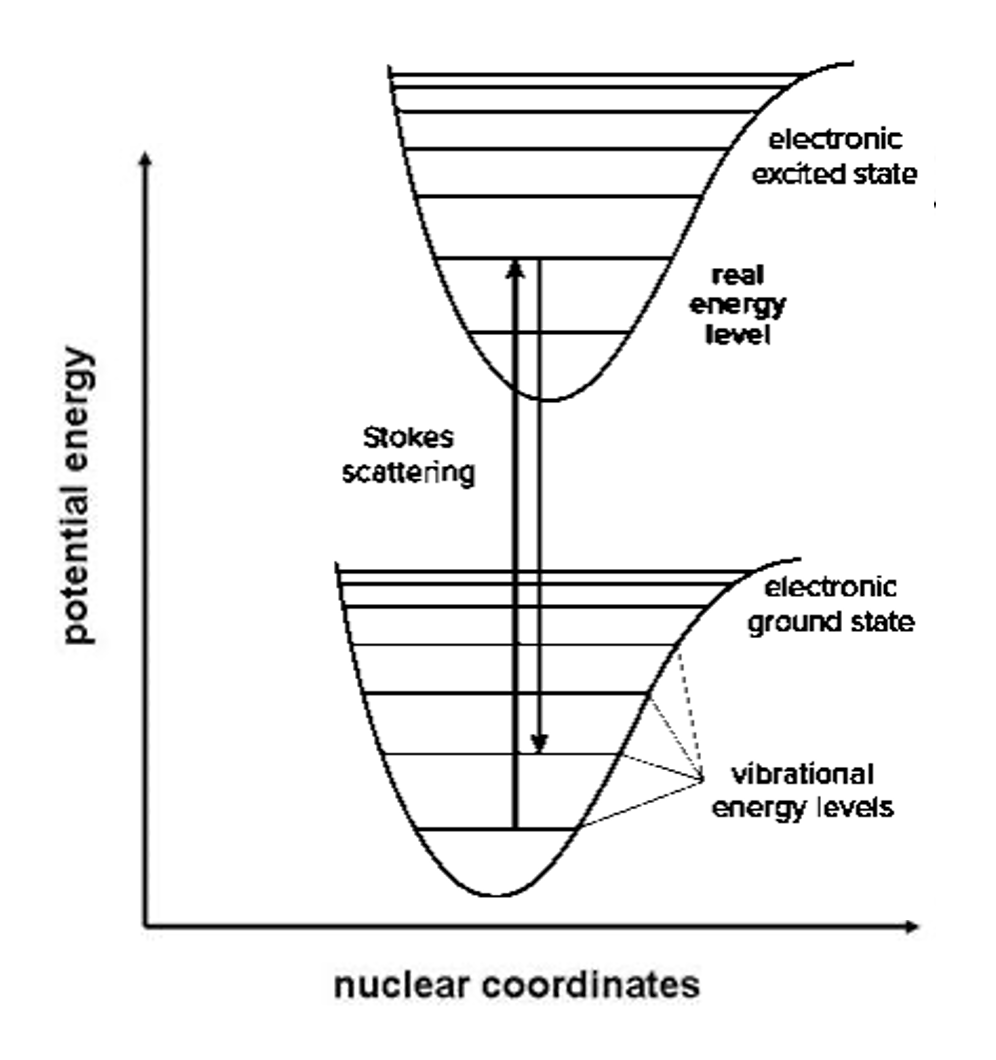 electronic
excited state
real
energy
level
Stokes
scattering
potential energy
electronic
ground state
vibrational
energy levels
nuclear coordinates